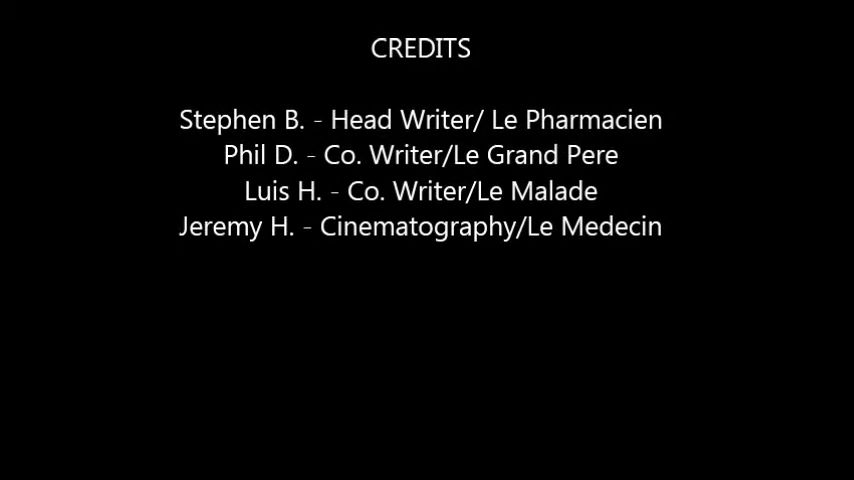 CREDITS
Stephen B. - Head Writer/ Le Pharmacien
Phil D. - Co. Writer/Le Grand Pere
Luis H. - Co. Writer/Le Malade
Jeremy H. - Cinematography/Le Medecin